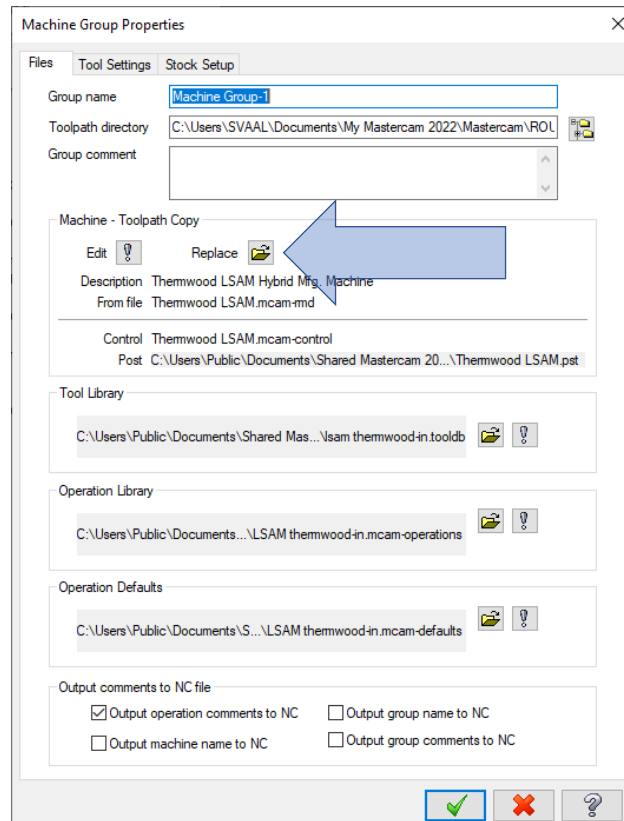 Machine Group Properties
Files Tool Settings Stock Setup
Group name Machine Group-1
Toolpath directory C:\Users\SVAAL\Documents\My Mastercam 2022\Mastercam\ROU
Group comment
Machine - Toolpath Copy
Edit Replace
Description Thermwood LSAM Hybrid Mfg. Machine
From file Thermwood LSAM.mcam-rmd
Control Thermwood LSAM.mcam-control
Post C:\Users\Public\Documents\Shared Mastercam 20...\Thermwood LSAM.pst
Tool Library
C:\Users\Public\Documents\Shared Mas...\lsam thermwood-in.tooldb
Operation Library
C:\Users\Public\Documents...\LSAM thermwood-in.mcam-operations
Operation Defaults
C:\Users\Public\Documents\S...\LSAM thermwood-in.mcam-defaults
Output comments to NC file
Output operation comments to NC Output group name to NC
Output machine name to NC Output group comments to NC